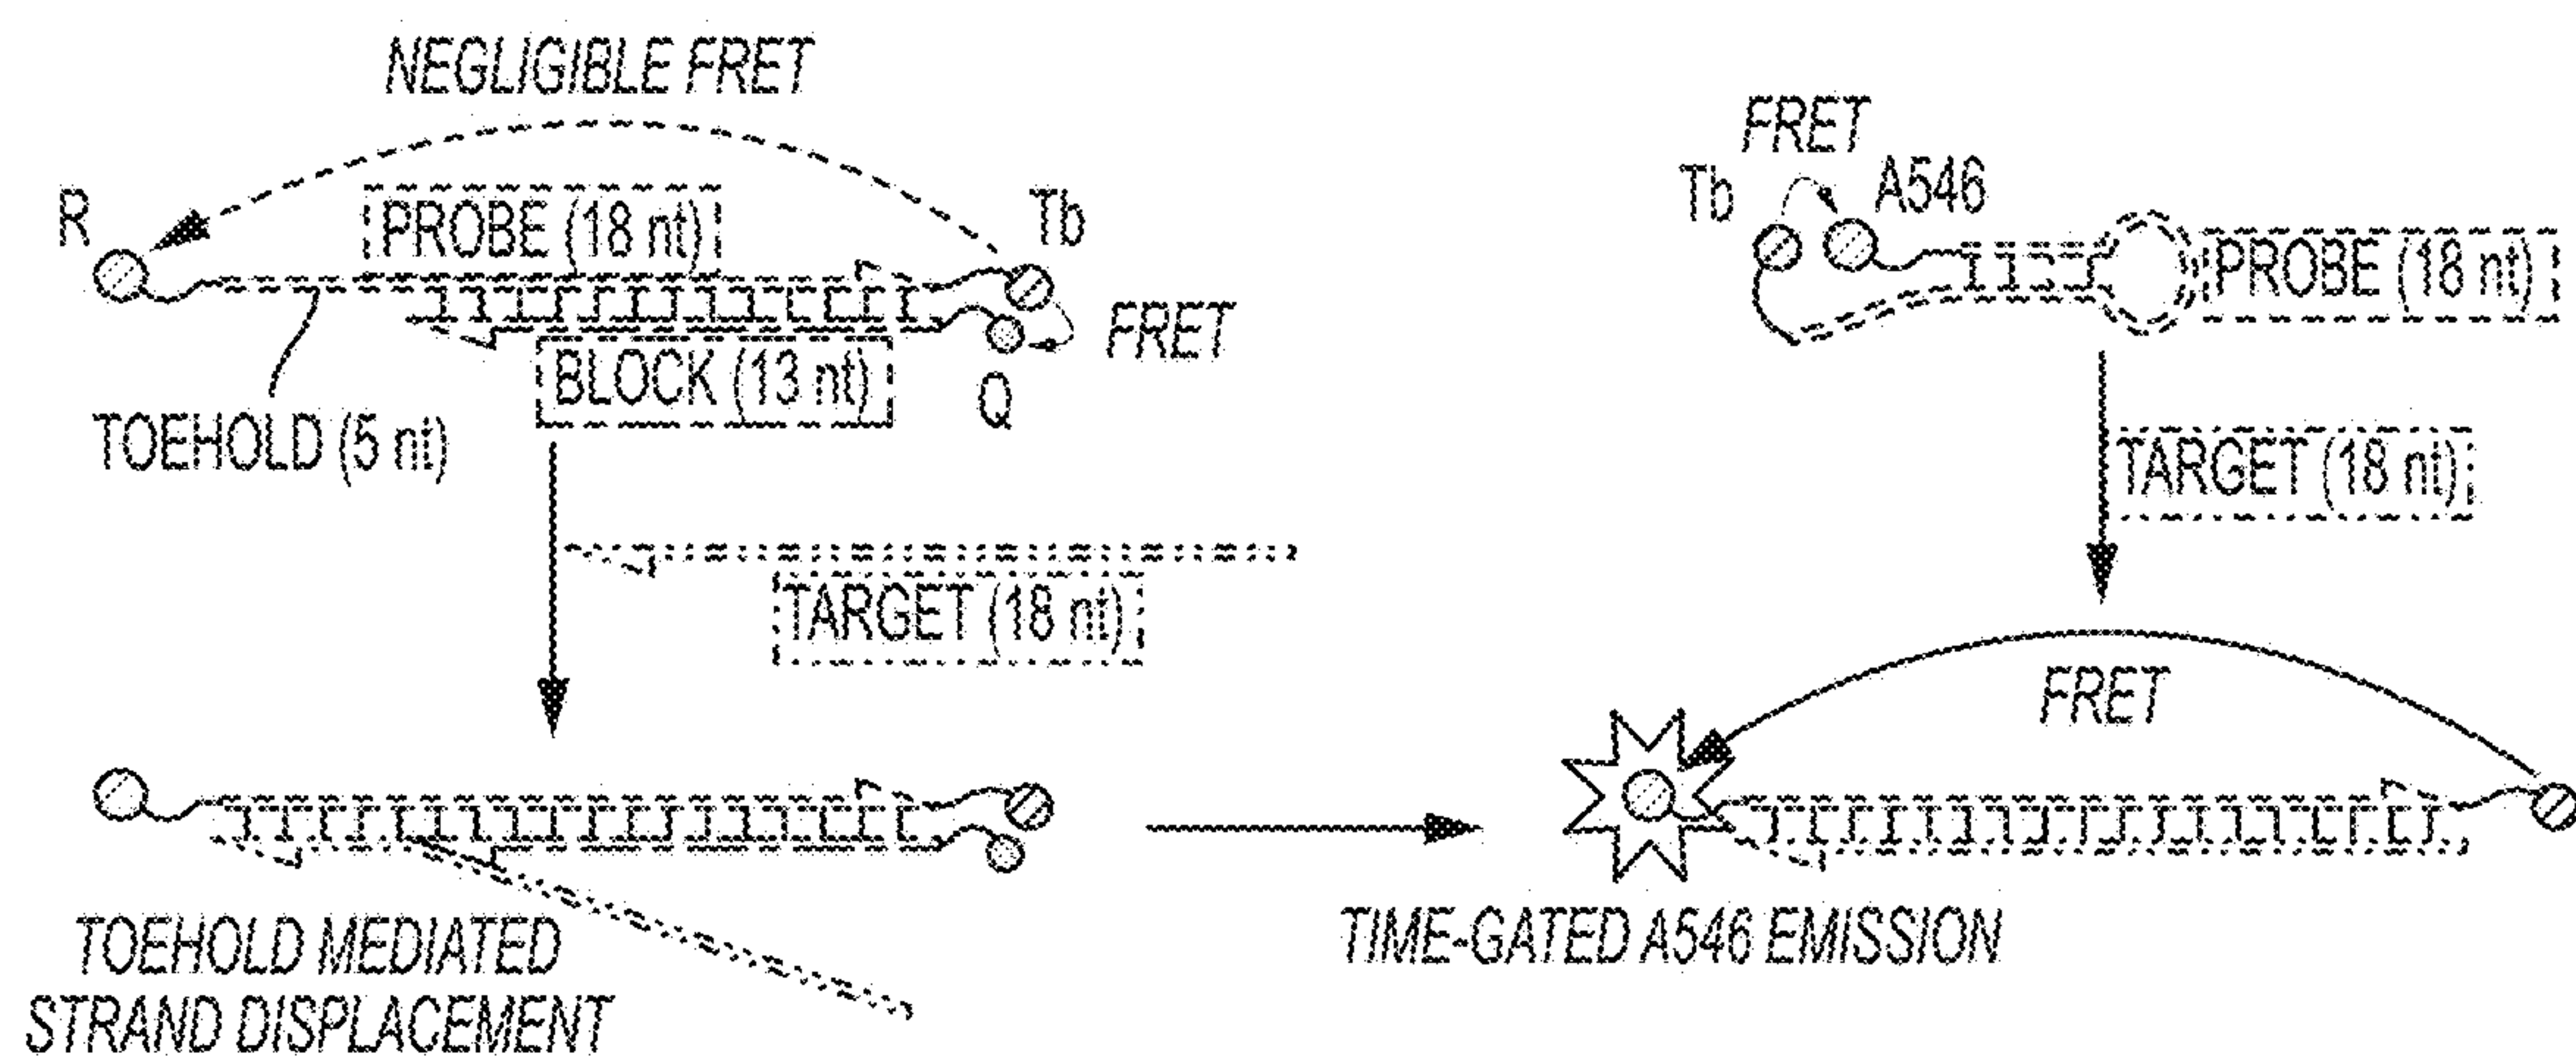 NEGLIGIBLE FRET
R
PROBE (18 nt)
Tb
FRET
BLOCK (13 nt)
Q
TOEHOLD (5 nt)
TARGET (18 nt)
TOEHOLD MEDIATED
STRAND DISPLACEMENT
FRET
Tb
A546
PROBE (18 nt)
TARGET (18 nt)
FRET
TIME-GATED A546 EMISSION